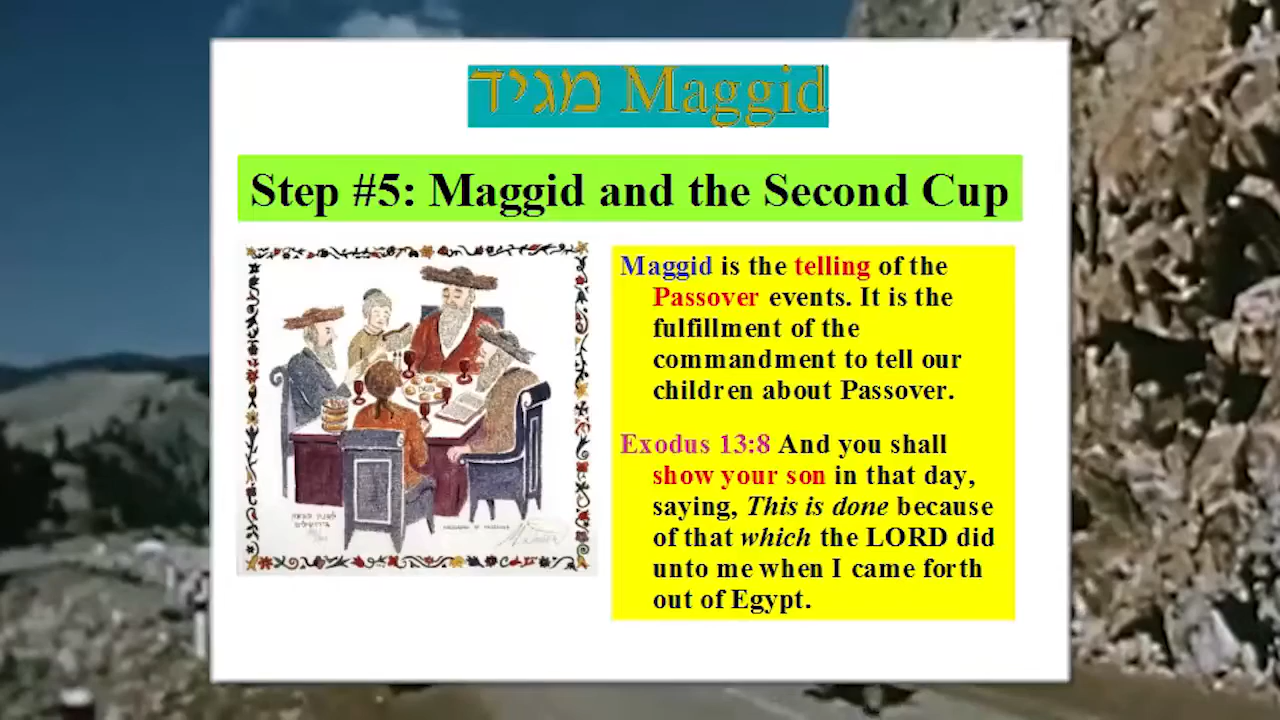 מגיד Maggid
Step #5: Maggid and the Second Cup
Maggid is the telling of the
Passover events. It is the
fulfillment of the
commandment to tell our
children about Passover.
Exodus 13:8 And you shall
show your son in that day,
saying, This is done because
of that which the LORD did
unto me when I came forth
out of Egypt.